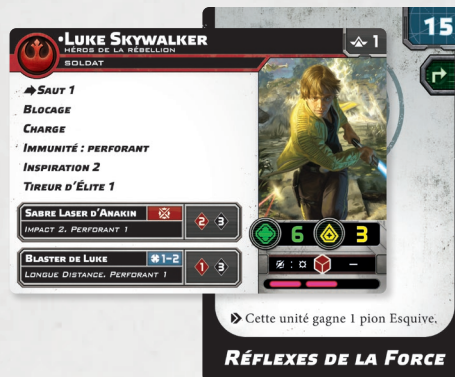 •Luke Skywalker
Héros de la Rébellion
Soldat
1
15
Saut 1
Blocage
Charge
Immunité : perforant
Inspiration 2
Tireur d'Élite 1
Sabre Laser d'Anakin
2 3
Impact 2. Perforant 1
Blaster de Luke 1-2
1 3
Longue Distance. Perforant 1
6 3
: –
Cette unité gagne 1 pion Esquive.
Réflexes de la Force